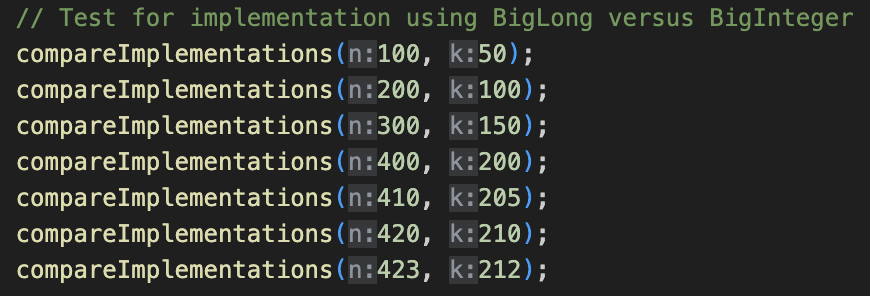 // Test for implementation using BigLong versus BigInteger
compareImplementations(n:100, k:50);
compareImplementations(n:200, k:100);
compareImplementations(n:300, k:150);
compareImplementations(n:400, k:200);
compareImplementations(n:410, k:205);
compareImplementations(n:420, k:210);
compareImplementations(n:423, k:212);